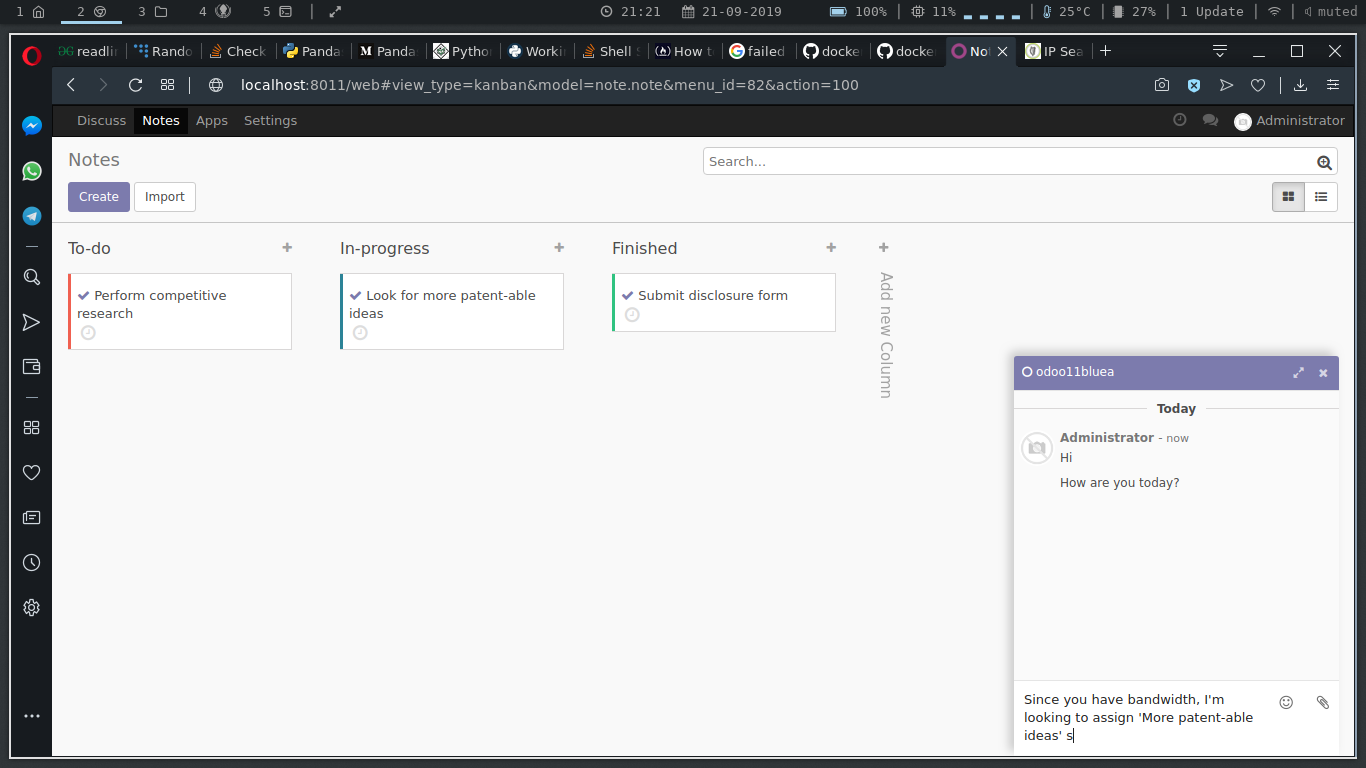 1 2 3 4 5 21:21 21-09-2019 100% 11% 25°C 27% 1 Update muted
readli Rando Check Panda Panda Pytho Worki Shell S How t failed docke docke Not IP Sea
localhost:8011/web#view_type=kanban&model=note.note&menu_id=82&action=100
Discuss Notes Apps Settings Administrator
Notes Search...
Create Import
To-do In-progress Finished
Perform competitive
research
Look for more patent-able
ideas
Submit disclosure form
Add new Column
odoo11bluea
Today
Administrator - now
Hi
How are you today?
Since you have bandwidth, I'm
looking to assign 'More patent-able
ideas' s